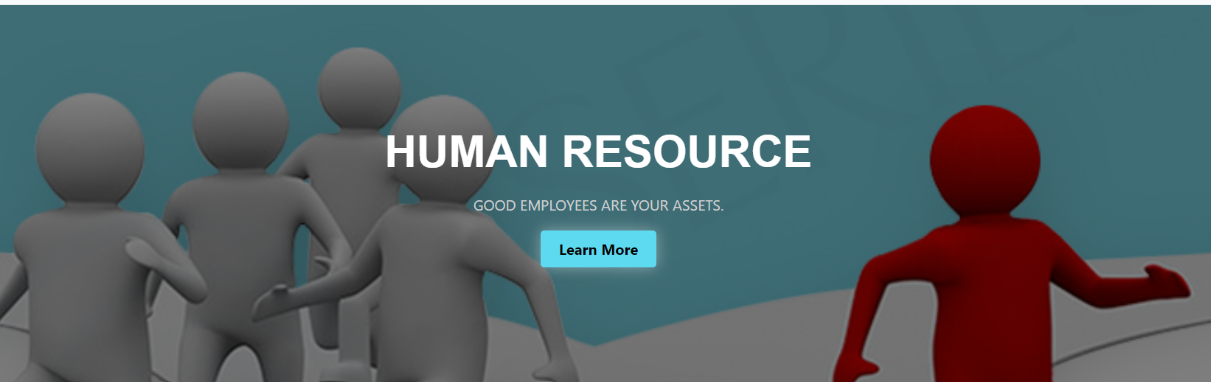 HUMAN RESOURCE
GOOD EMPLOYEES ARE YOUR ASSETS.
Learn More